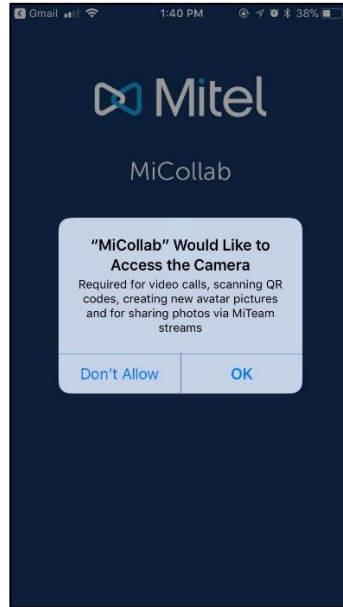 Gmail 1:40 PM 38%
Mitel
MiCollab
“MiCollab” Would Like to
Access the Camera
Required for video calls, scanning QR
codes, creating new avatar pictures
and for sharing photos via MiTeam
streams
Don’t Allow OK